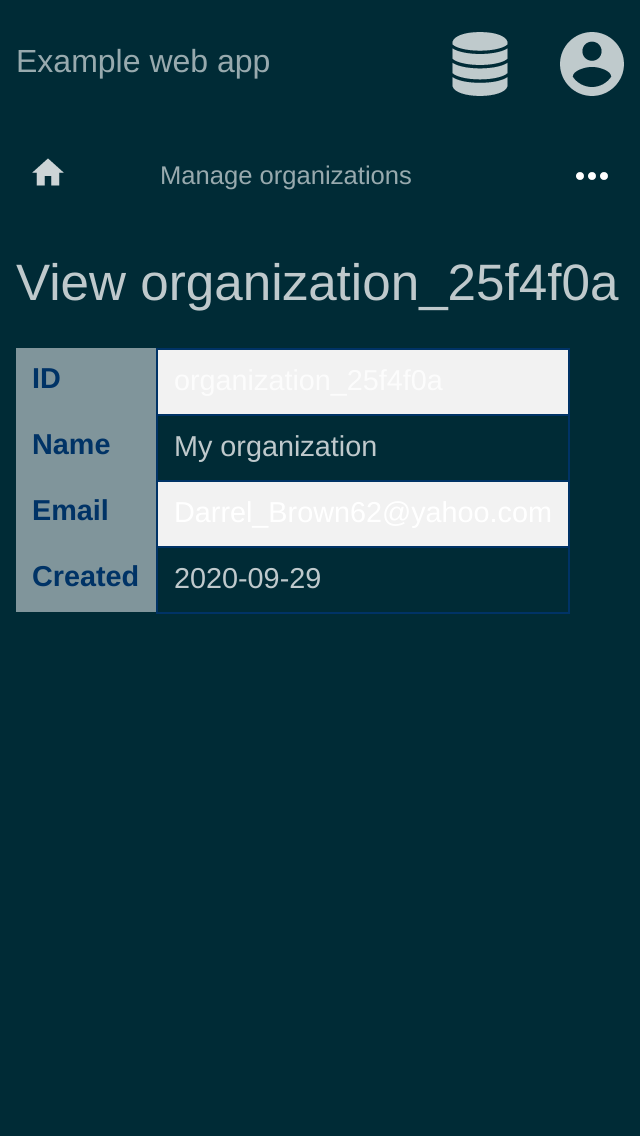 Example web app
Manage organizations
View organization_25f4f0a
ID organization_25f4f0a
Name My organization
Email Darrel_Brown62@yahoo.com
Created 2020-09-29